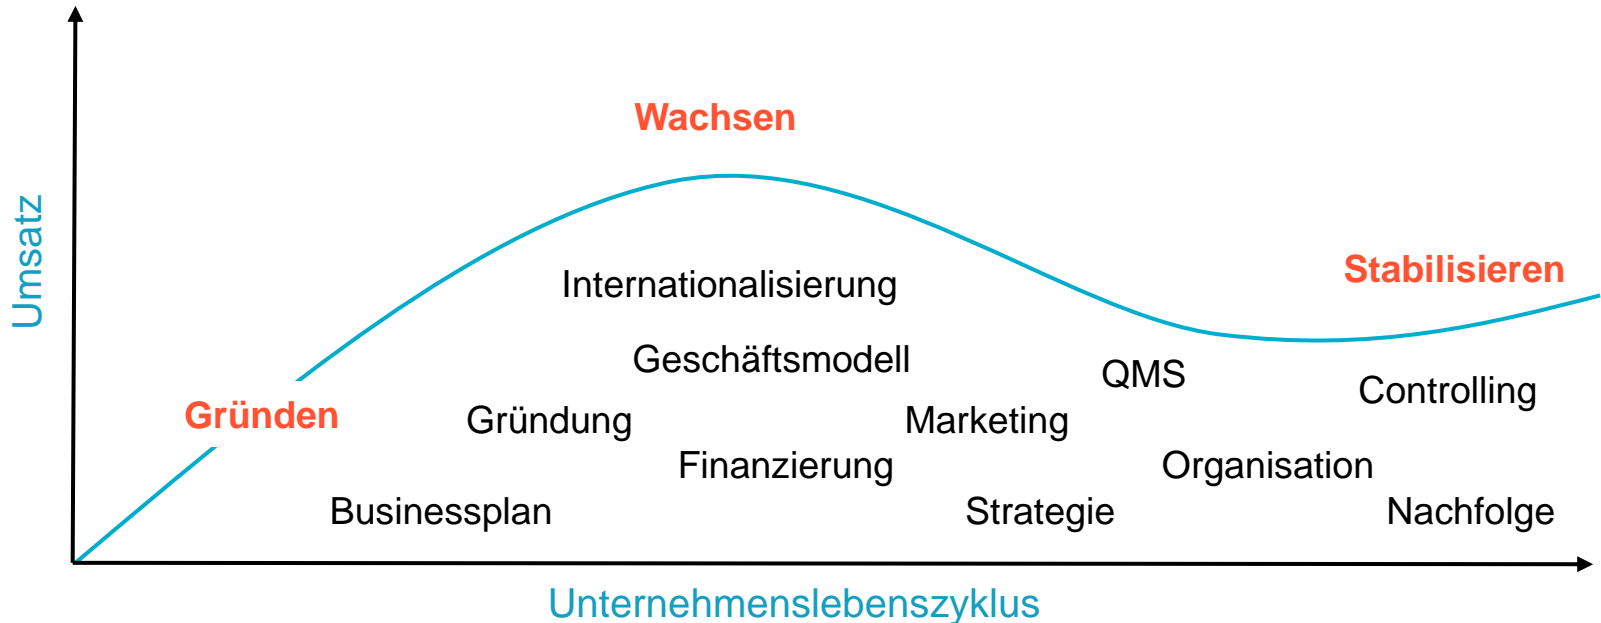 Wachsen
Umsatz
Internationalisierung
Stabilisieren
Geschäftsmodell
QMS
Controlling
Gründen
Gründung
Marketing
Finanzierung
Organisation
Businessplan
Strategie
Nachfolge
Unternehmenslebenszyklus